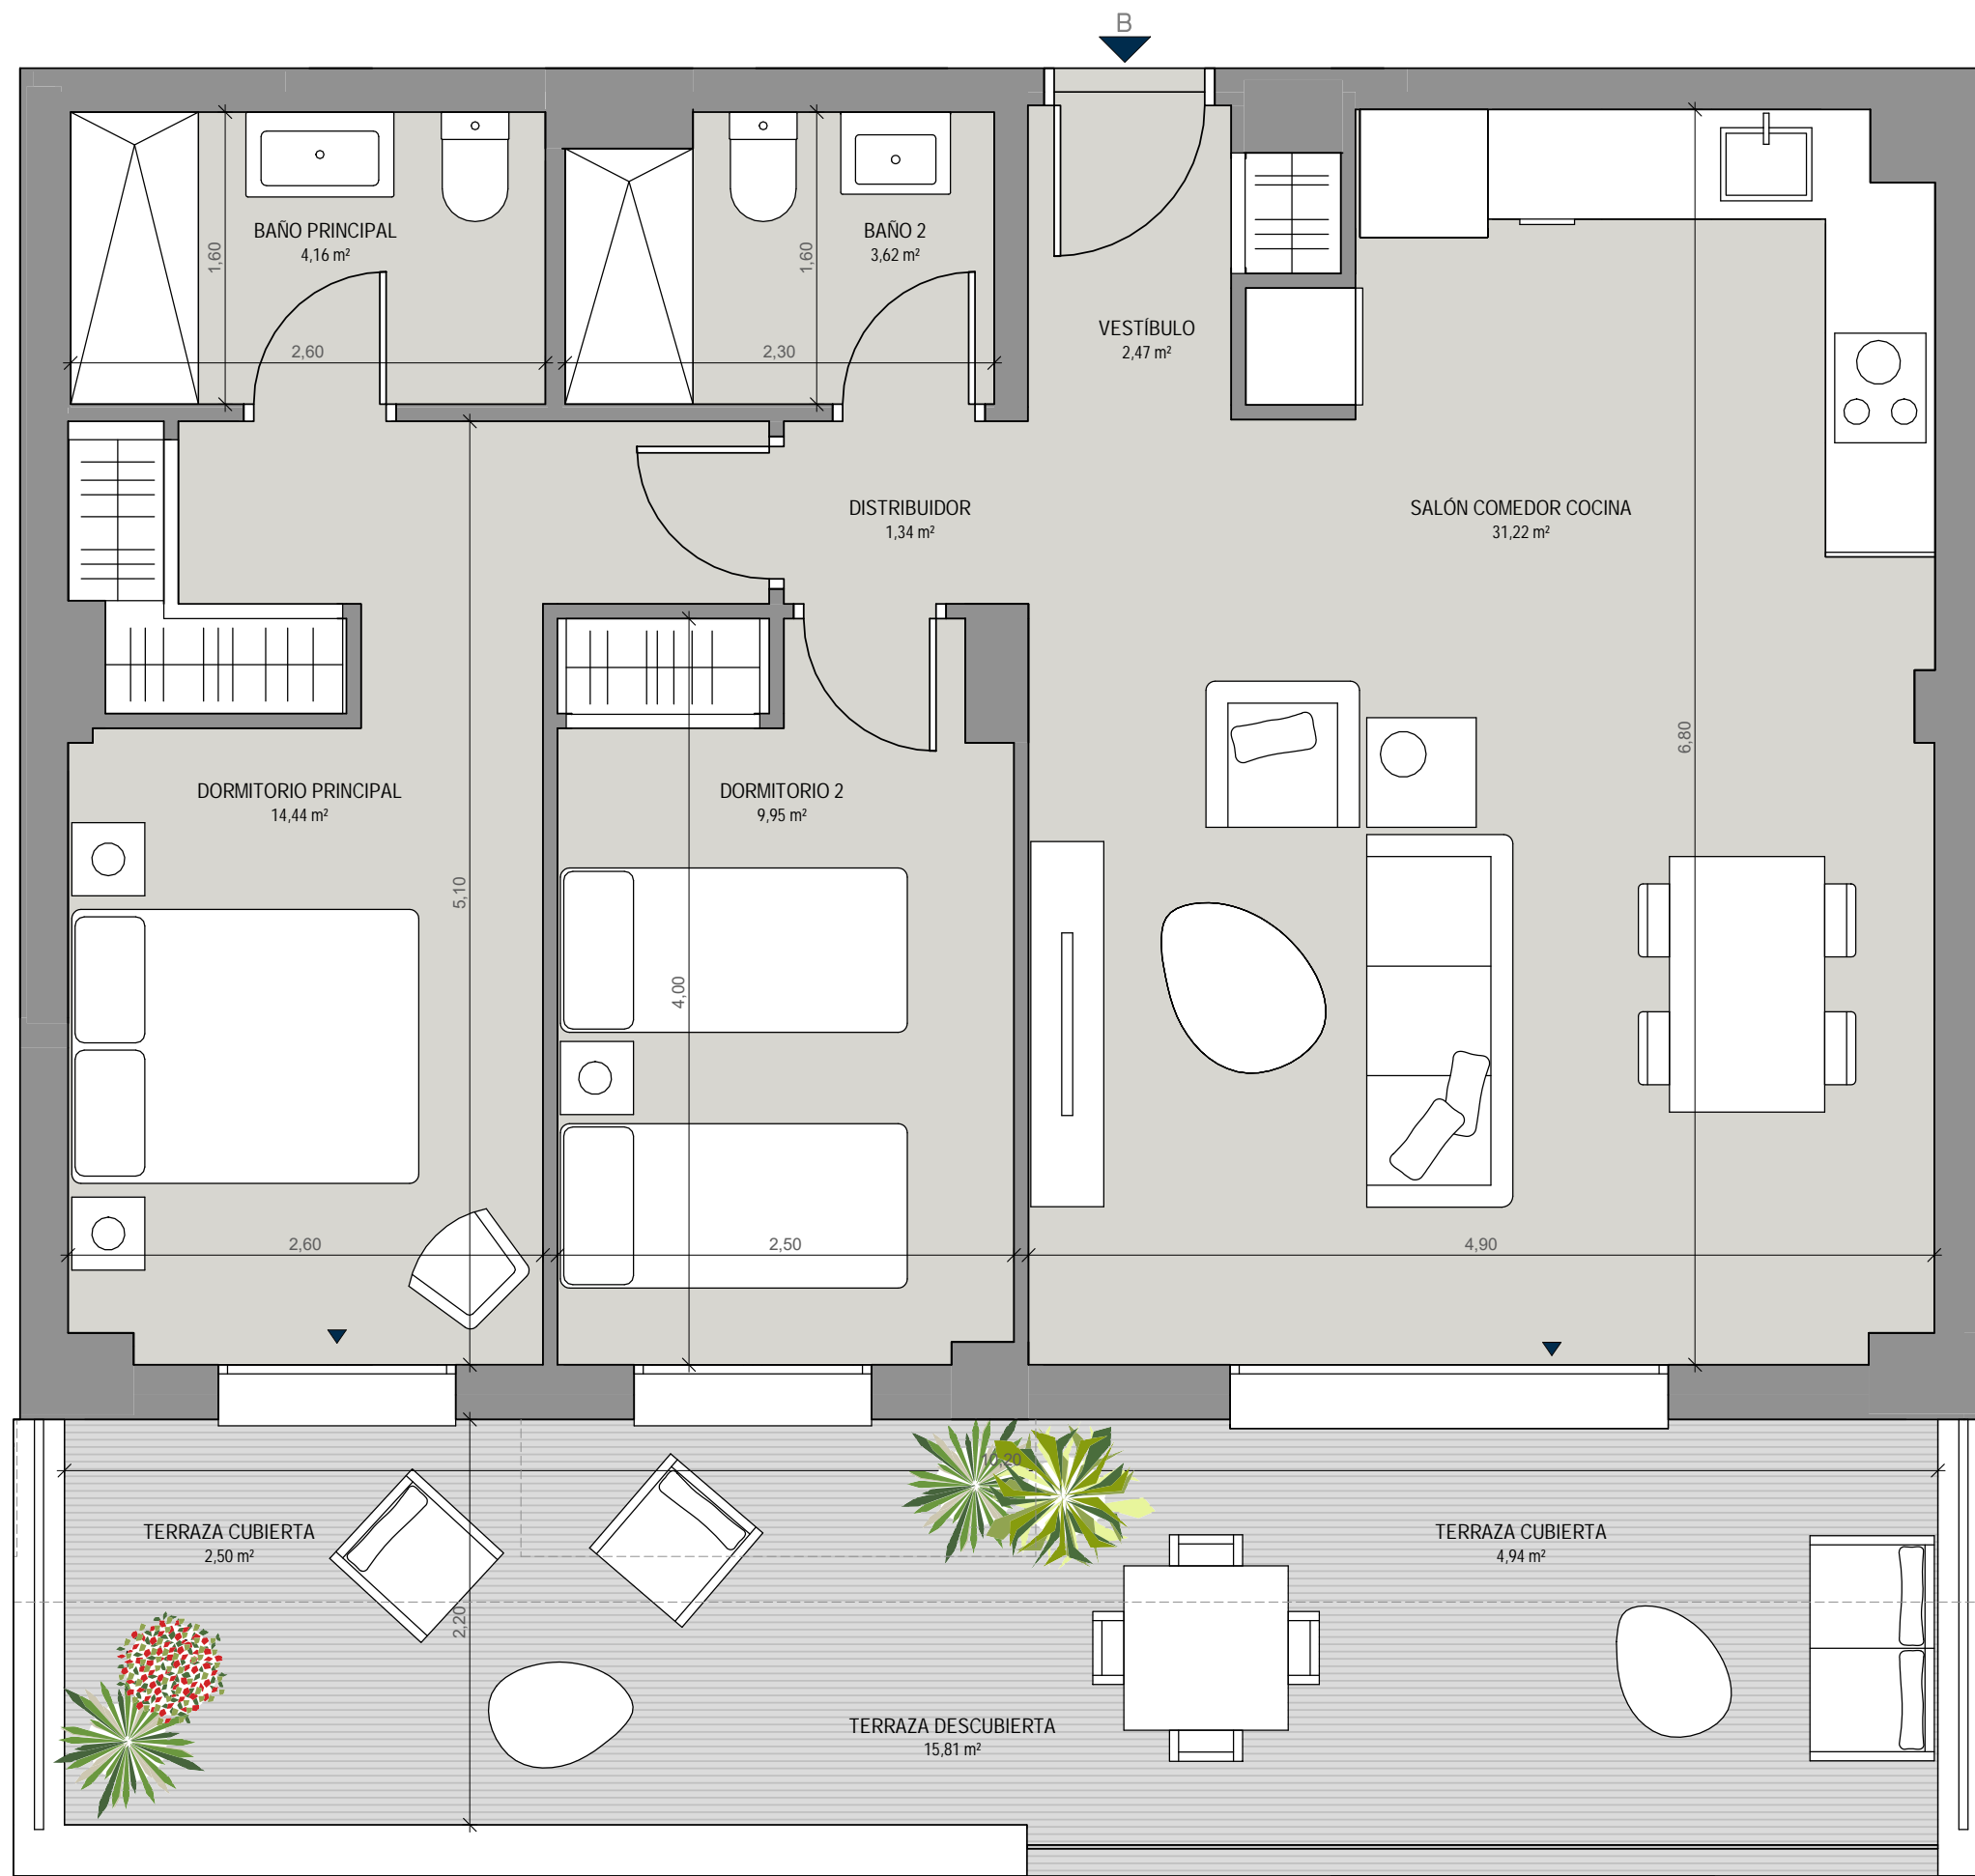 B
BAÑO PRINCIPAL
4,16 m²
1,60
2,60
BAÑO 2
3,62 m²
1,60
2,30
VESTÍBULO
2,47 m²
DISTRIBUIDOR
1,34 m²
SALÓN COMEDOR COCINA
31,22 m²
6,80
DORMITORIO PRINCIPAL
14,44 m²
5,10
2,60
DORMITORIO 2
9,95 m²
4,00
2,50
4,90
10,20
TERRAZA CUBIERTA
2,50 m²
2,20
TERRAZA CUBIERTA
4,94 m²
TERRAZA DESCUBIERTA
15,81 m²